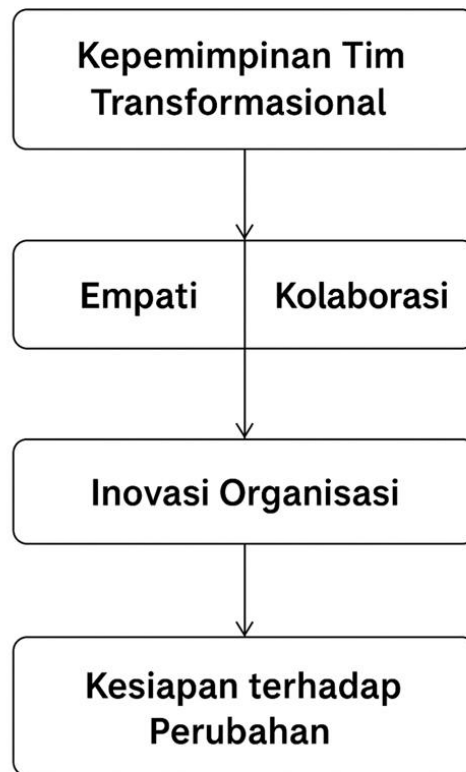 Kepemimpinan Tim
Transformasional
Empati
Kolaborasi
Inovasi Organisasi
Kesiapan terhadap
Perubahan